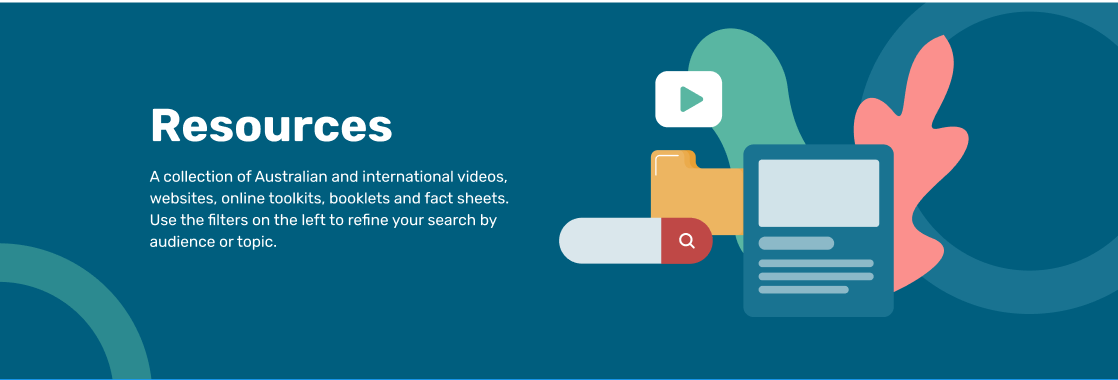 Resources
A collection of Australian and international videos,
websites, online toolkits, booklets and fact sheets.
Use the filters on the left to refine your search by
audience or topic.